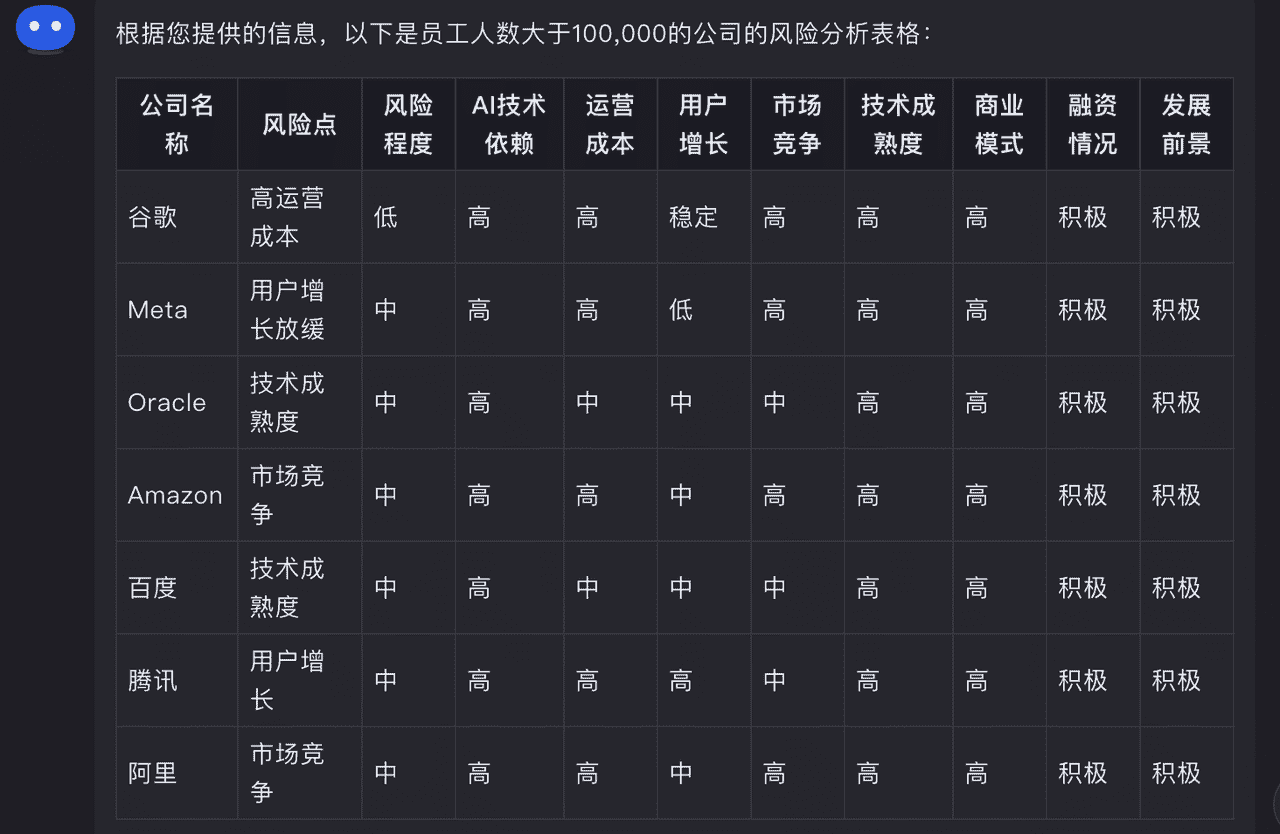 根据您提供的信息，以下是员工人数大于100,000的公司的风险分析表格：
公司名称 风险点 风险程度 AI技术依赖 运营成本 用户增长 市场竞争 技术成熟度 商业模式 融资情况 发展前景
谷歌 高运营成本 低 高 高 稳定 高 高 高 积极 积极
Meta 用户增长放缓 中 高 高 低 高 高 高 积极 积极
Oracle 技术成熟度 中 高 中 中 中 高 高 积极 积极
Amazon 市场竞争 中 高 高 中 高 高 高 积极 积极
百度 技术成熟度 中 高 中 中 中 高 高 积极 积极
腾讯 用户增长 中 高 高 高 中 高 高 积极 积极
阿里 市场竞争 中 高 高 中 高 高 高 积极 积极